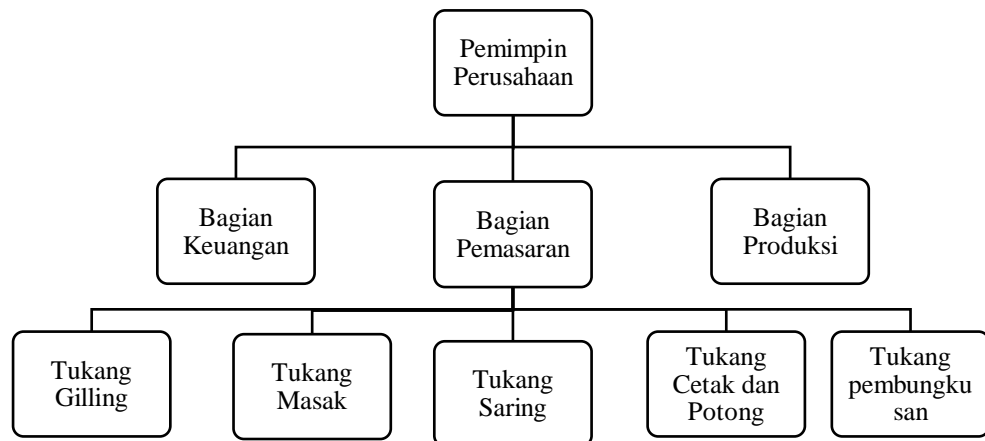 Pemimpin
Perusahaan
Bagian
Keuangan
Bagian
Pemasaran
Bagian
Produksi
Tukang
Gilling
Tukang
Masak
Tukang
Saring
Tukang
Cetak dan
Potong
Tukang
pembungku
san